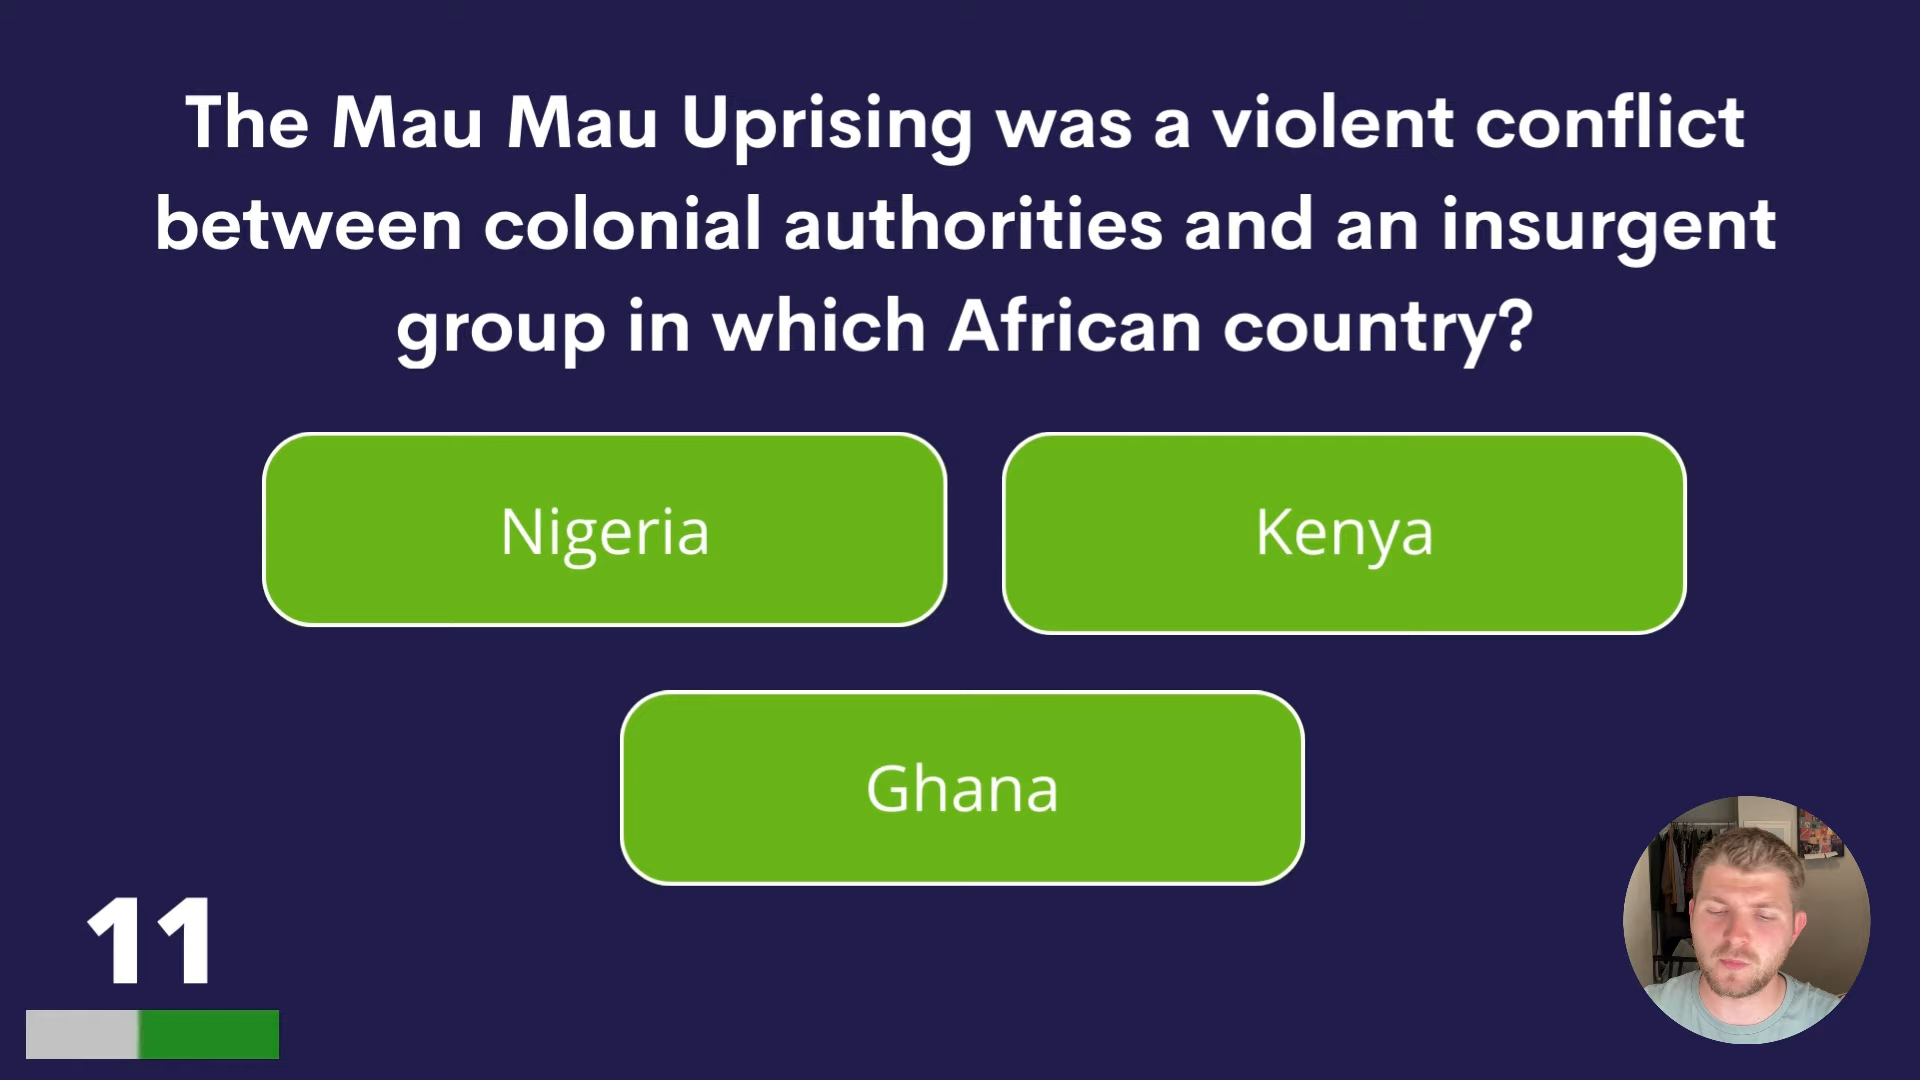 The Mau Mau Uprising was a violent conflict
between colonial authorities and an insurgent
group in which African country?
Nigeria
Kenya
Ghana
11